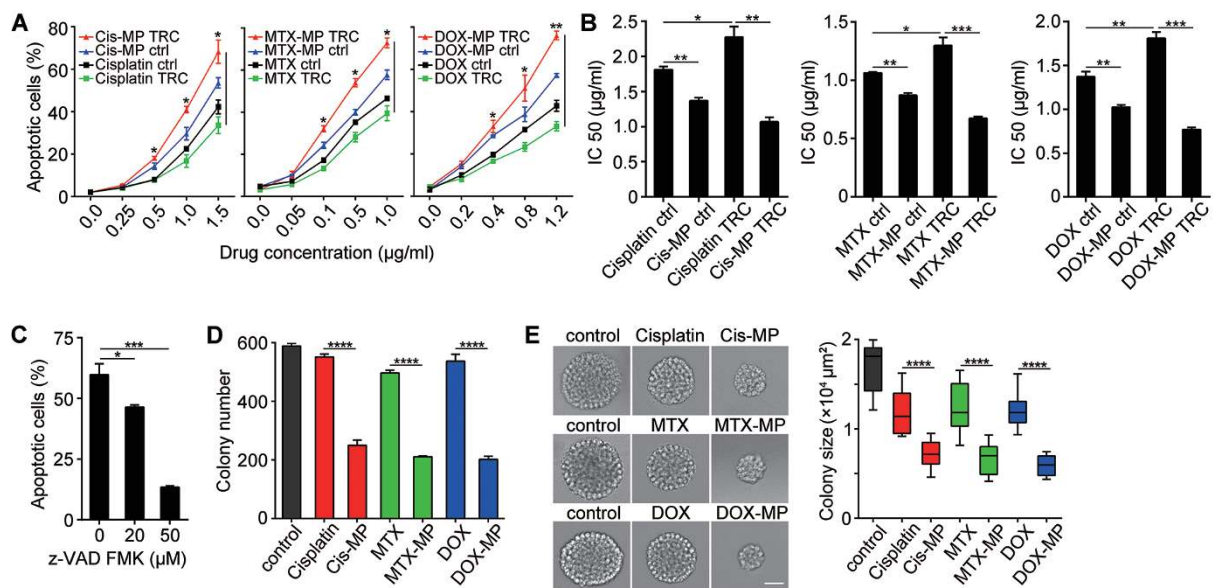 A
Apoptotic cells (%)
80
60
40
20
0
Cis-MP TRC
Cis-MP ctrl
Cisplatin ctrl
Cisplatin TRC
* * *
0.0 0.25 0.5 1.0 1.5
MTX-MP TRC
MTX-MP ctrl
MTX ctrl
MTX TRC
* * *
0.0 0.05 0.1 0.5 1.0
DOX-MP TRC
DOX-MP ctrl
DOX ctrl
DOX TRC
* * **
0.0 0.2 0.4 0.8 1.2
Drug concentration (µg/ml)
B
IC 50 (µg/ml)
2.5
2.0
1.5
1.0
0.5
0
* **
**
Cisplatin ctrl
Cis-MP ctrl
Cisplatin TRC
Cis-MP TRC
IC 50 (µg/ml)
1.5
1.0
0.5
0
* ***
**
MTX ctrl
MTX-MP ctrl
MTX TRC
MTX-MP TRC
IC 50 (µg/ml)
2.0
1.5
1.0
0.5
0
** ***
**
DOX ctrl
DOX-MP ctrl
DOX TRC
DOX-MP TRC
C
Apoptotic cells (%)
75
50
25
0
***
*
0 20 50
z-VAD FMK (µM)
D
Colony number
600
400
200
0
**** **** ****
control
Cisplatin
Cis-MP
MTX
MTX-MP
DOX
DOX-MP
E
control Cisplatin Cis-MP
control MTX MTX-MP
control DOX DOX-MP
Colony size (×10⁴ µm²)
2
1
0
**** **** ****
control
Cisplatin
Cis-MP
MTX
MTX-MP
DOX
DOX-MP